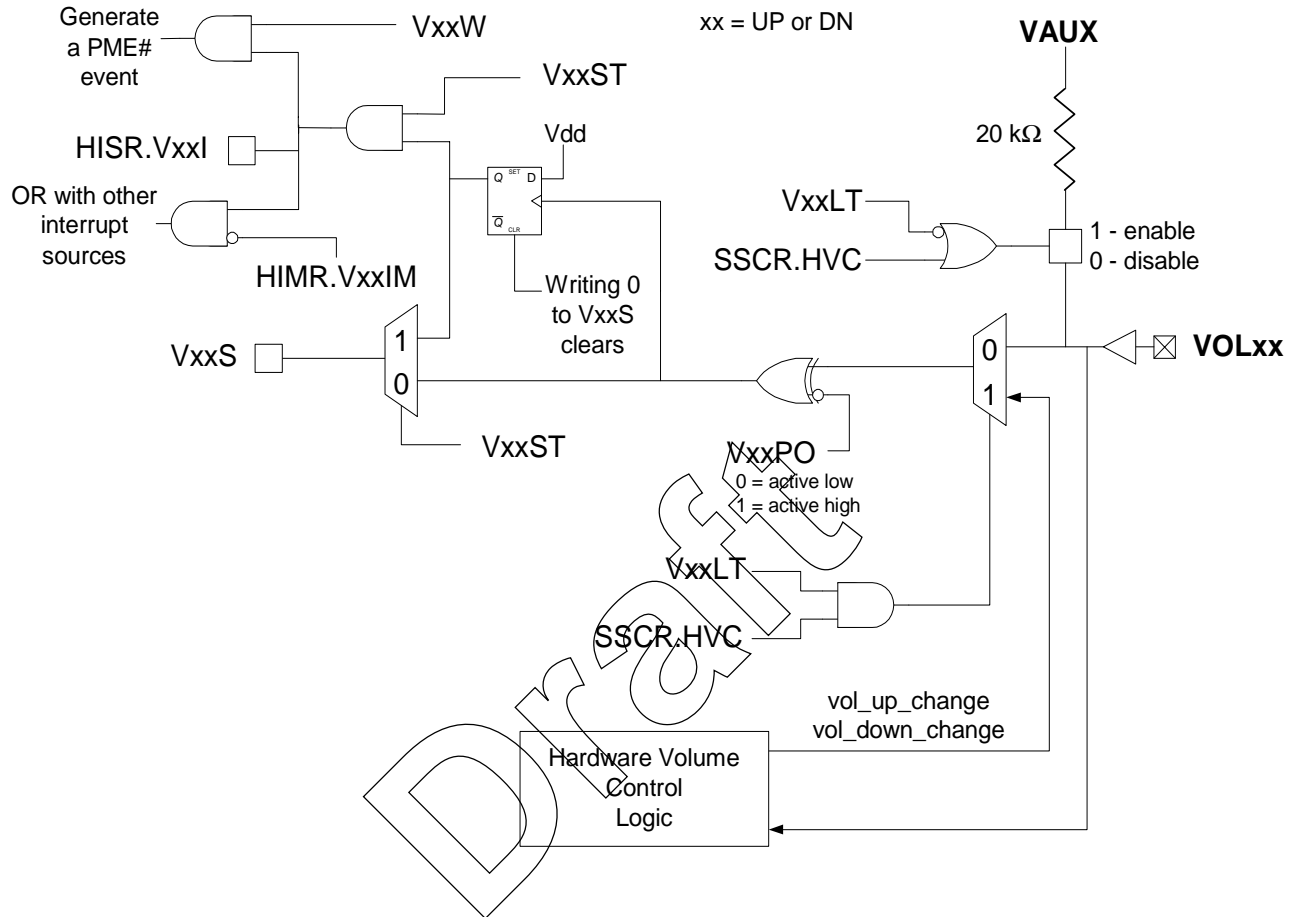 Generate
a PME#
event
VxxW
xx = UP or DN
VAUX
VxxST
20 kΩ
HISR.VxxI
Vdd
Q
SET
D
Q
CLR
OR with other
interrupt
sources
HIMR.VxxIM
VxxLT
SSCR.HVC
1 - enable
0 - disable
Writing 0
to VxxS
clears
VxxS
1
0
0
1
VOLxx
VxxST
VxxPO
0 = active low
1 = active high
VxxLT
SSCR.HVC
vol_up_change
vol_down_change
Hardware Volume
Control
Logic
Draft